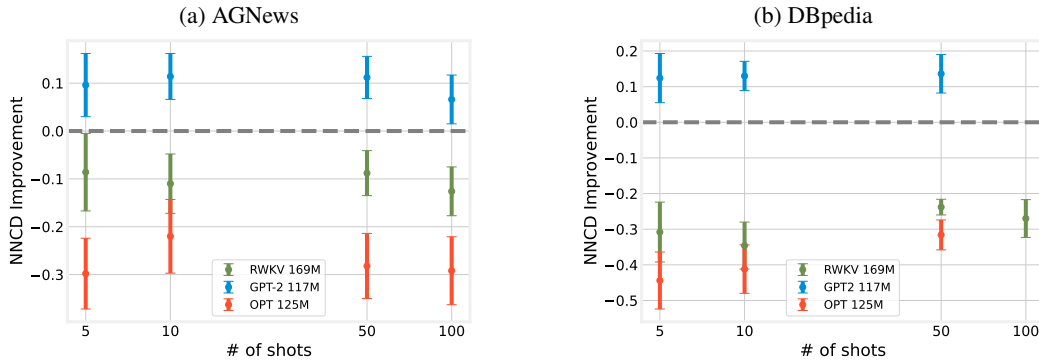 (a) AGNews
NNCD Improvement
0.1
0.0
−0.1
−0.2
−0.3
RWKV 169M
GPT-2 117M
OPT 125M
5 10 50 100
# of shots
(b) DBpedia
NNCD Improvement
0.2
0.1
0.0
−0.1
−0.2
−0.3
−0.4
−0.5
RWKV 169M
GPT2 117M
OPT 125M
5 10 50 100
# of shots